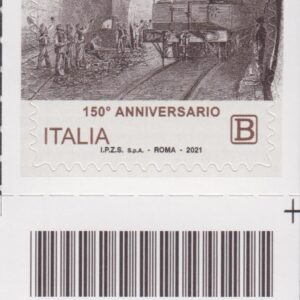 150° ANNIVERSARIO
ITALIA B
I.P.Z.S. S.p.A. - ROMA - 2021